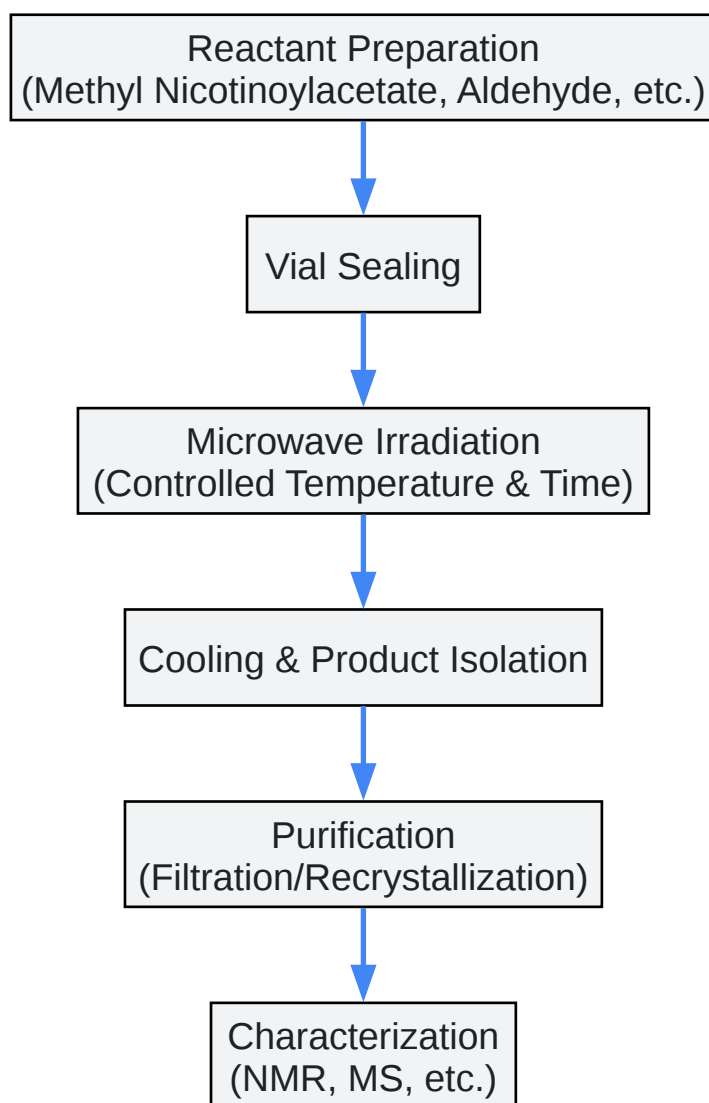 Reactant Preparation
(Methyl Nicotinoylacetate, Aldehyde, etc.)
Vial Sealing
Microwave Irradiation
(Controlled Temperature & Time)
Cooling & Product Isolation
Purification
(Filtration/Recrystallization)
Characterization
(NMR, MS, etc.)